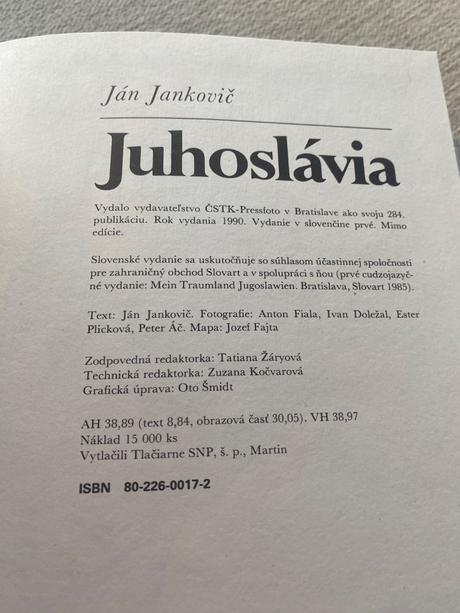 Ján Jankovič
Juhoslávia
Vydalo vydavateľstvo ČSTK-Pressfoto v Bratislave ako svoju 284.
publikáciu. Rok vydania 1990. Vydanie v slovenčine prvé. Mimo
edície.
Slovenské vydanie sa uskutočňuje so súhlasom účastinnej spoločnosti
pre zahraničný obchod Slovart a v spolupráci s ňou (prvé cudzojazyč-
né vydanie: Mein Traumland Jugoslawien. Bratislava, Slovart 1985).
Text: Ján Jankovič. Fotografie: Anton Fiala, Ivan Doležal, Ester
Plicková, Peter Áč. Mapa: Jozef Fajta
Zodpovedná redaktorka: Tatiana Žáryová
Technická redaktorka: Zuzana Kočvarová
Grafická úprava: Oto Šmidt
AH 38,89 (text 8,84, obrazová časť 30,05). VH 38,97
Náklad 15 000 ks
Vytlačili Tlačiarne SNP, š. p., Martin
ISBN 80-226-0017-2